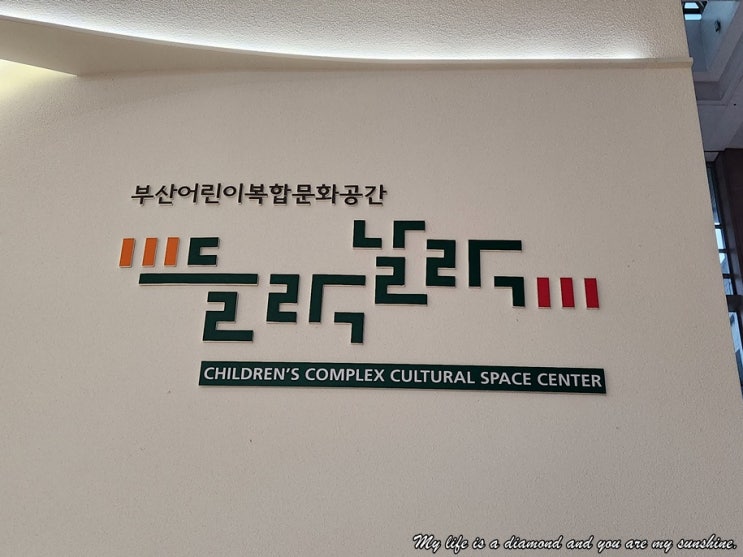 부산어린이복합문화공간
들락날락
CHILDREN'S COMPLEX CULTURAL SPACE CENTER
My life is a diamond and you are my sunshine.